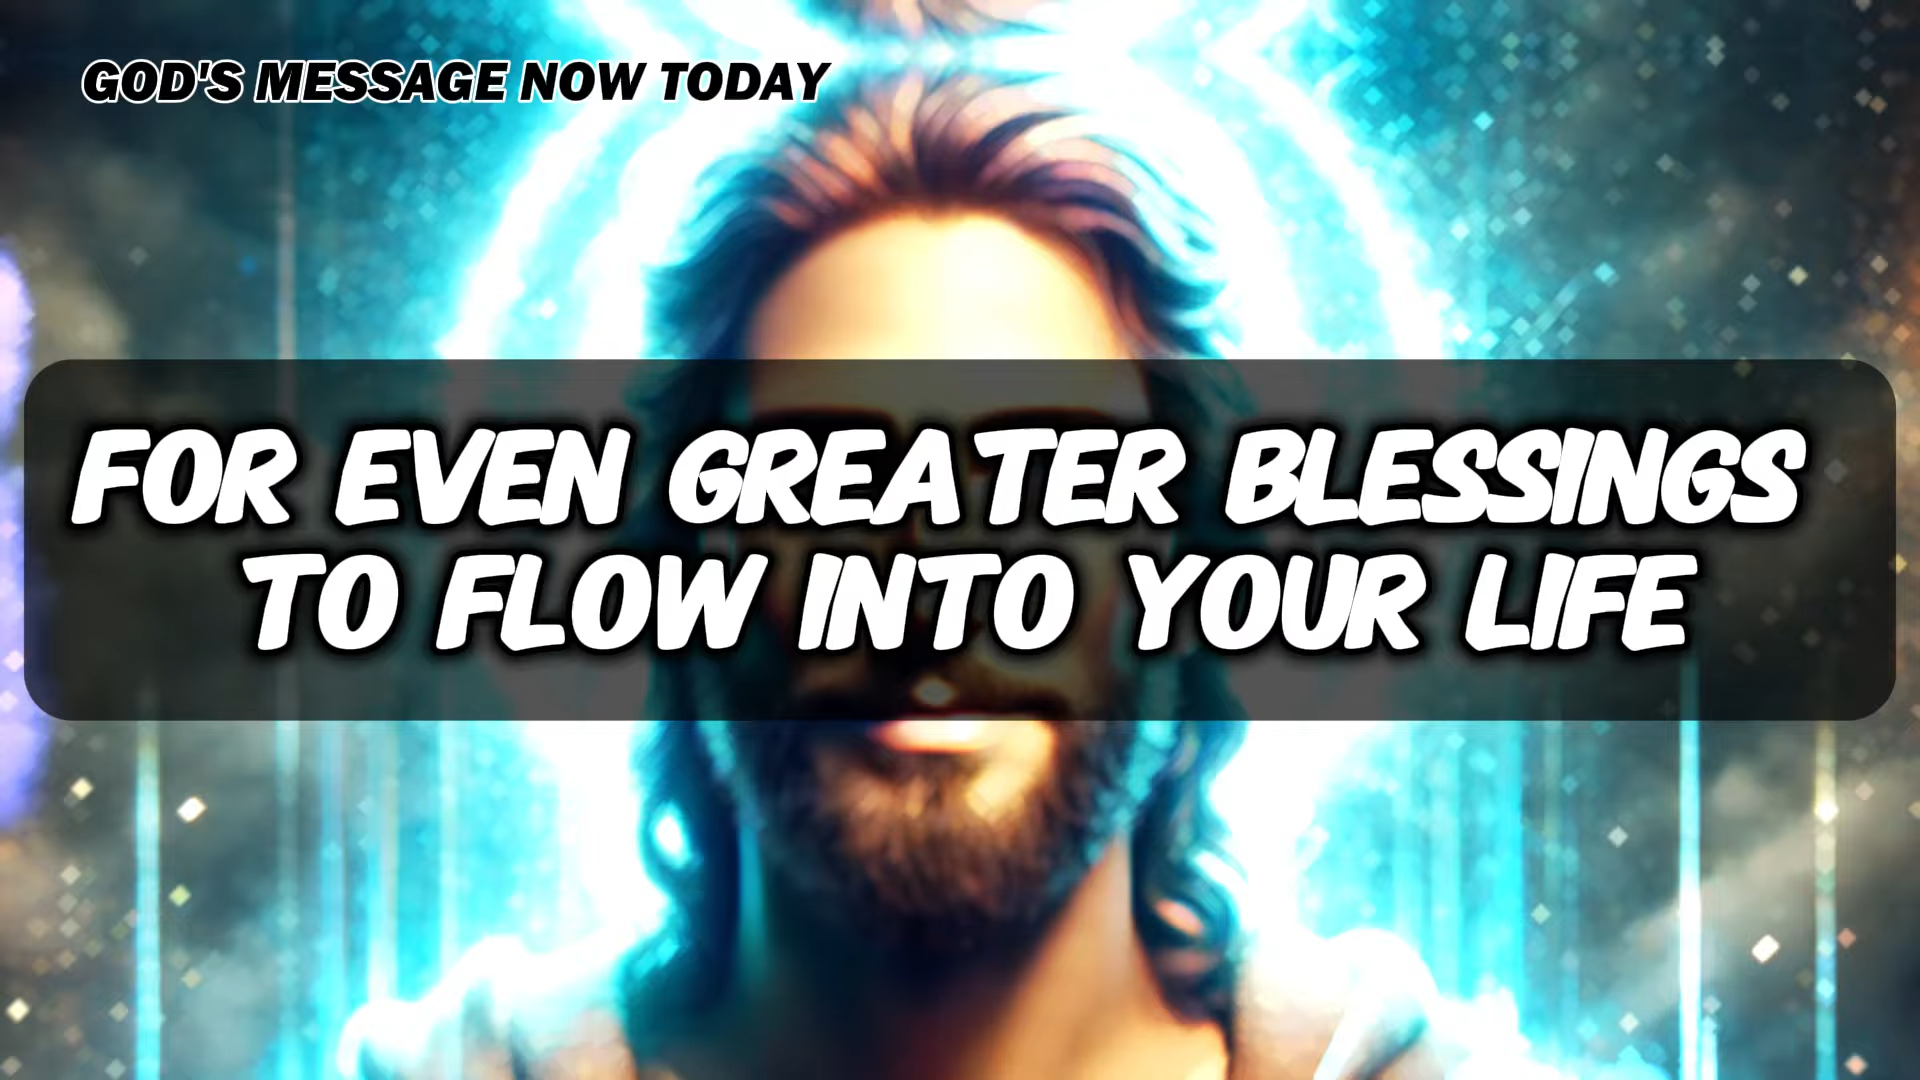 GOD'S MESSAGE NOW TODAY
FOR EVEN GREATER BLESSINGS
TO FLOW INTO YOUR LIFE